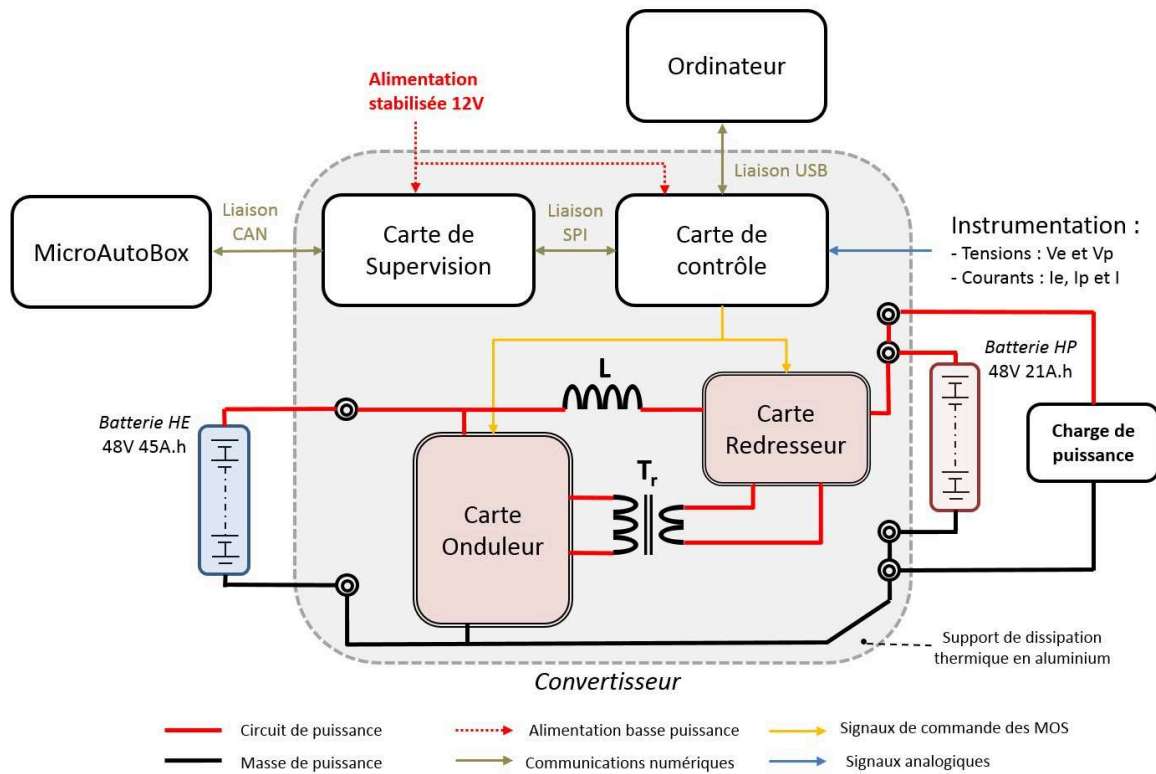 Ordinateur
Alimentation
stabilisée 12V
Liaison USB
MicroAutoBox
Liaison
CAN
Carte de
Supervision
Liaison
SPI
Carte de
contrôle
Instrumentation :
- Tensions : Ve et Vp
- Courants : Ie, Ip et I
Batterie HE
48V 45A.h
L
Carte
Redresseur
Batterie HP
48V 21A.h
Charge de
puissance
Carte
Onduleur
Tr
Support de dissipation
thermique en aluminium
Convertisseur
Circuit de puissance
Alimentation basse puissance
Signaux de commande des MOS
Masse de puissance
Communications numériques
Signaux analogiques